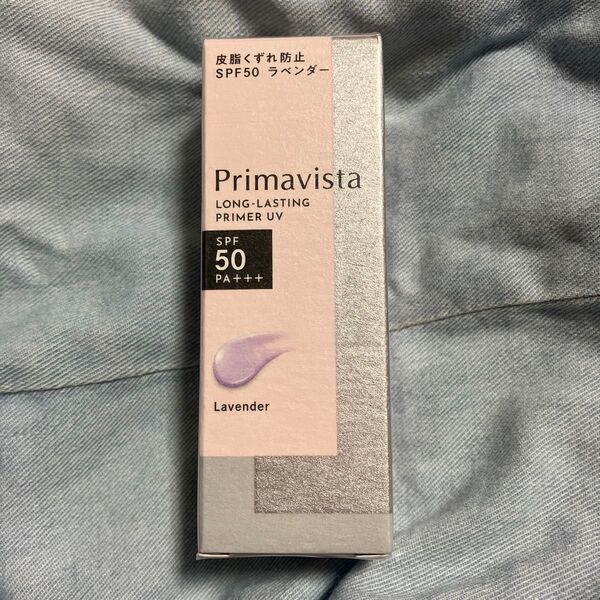 皮脂くずれ防止
SPF50 ラベンダー
Primavista
LONG-LASTING
PRIMER UV
SPF
50
PA+++
Lavender